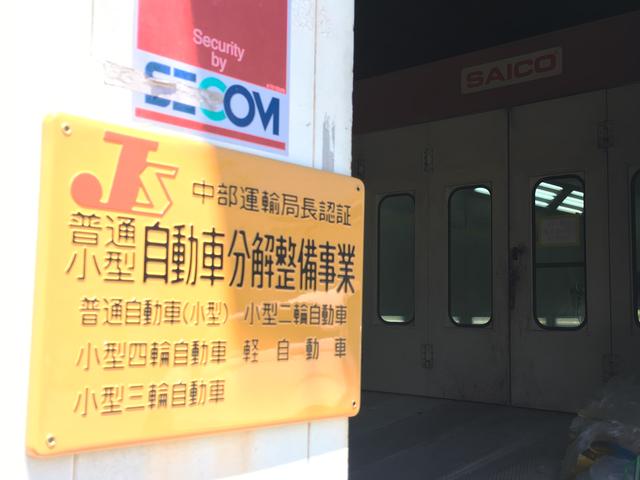 Security
by
SECOM
SAICO
JS
中部運輸局長認証
普通
小型
自動車分解整備事業
普通自動車(小型) 小型二輪自動車
小型四輪自動車 軽自動車
小型三輪自動車